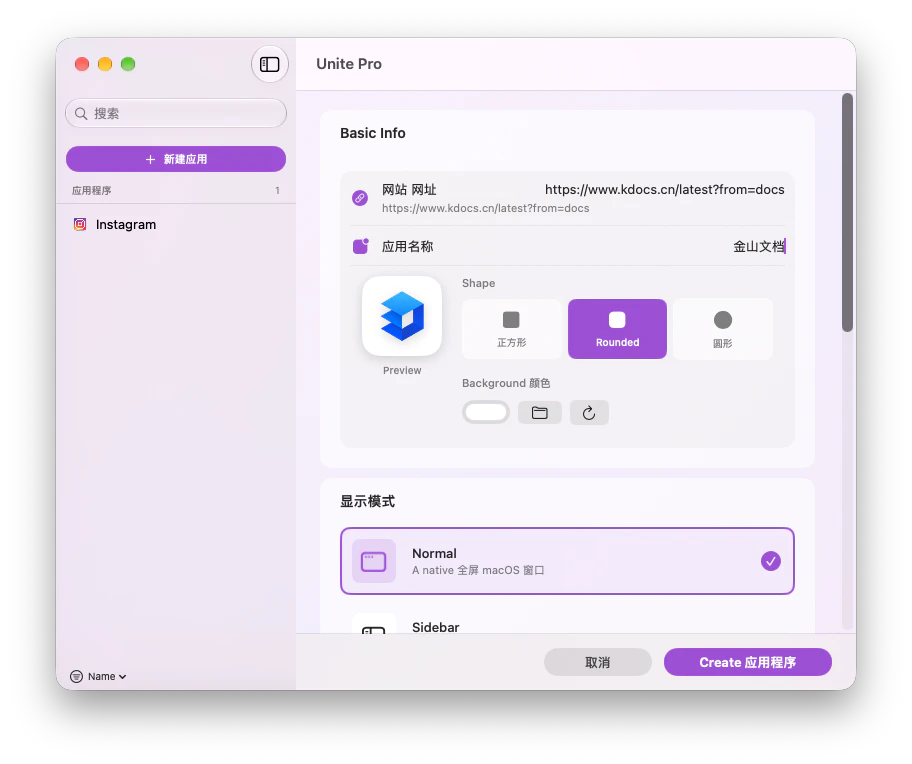 Unite Pro
搜索
+ 新建应用
应用程序 1
Instagram
Name
Basic Info
网站 网址 https://www.kdocs.cn/latest?from=docs
https://www.kdocs.cn/latest?from=docs
应用名称 金山文档
Preview
Shape
正方形 Rounded 圆形
Background 颜色
显示模式
Normal
A native 全屏 macOS 窗口
Sidebar
取消 Create 应用程序